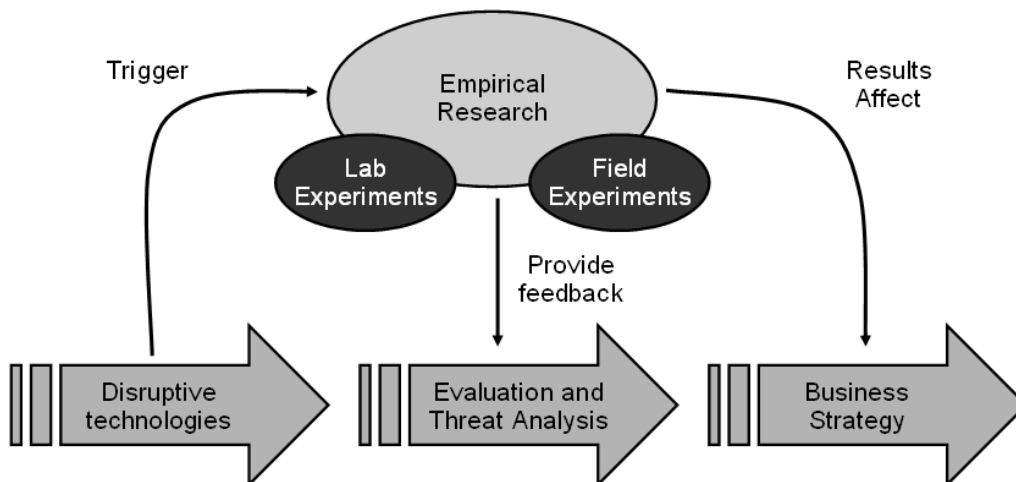 Trigger
Empirical
Research
Results
Affect
Lab
Experiments
Field
Experiments
Provide
feedback
Disruptive
technologies
Evaluation and
Threat Analysis
Business
Strategy